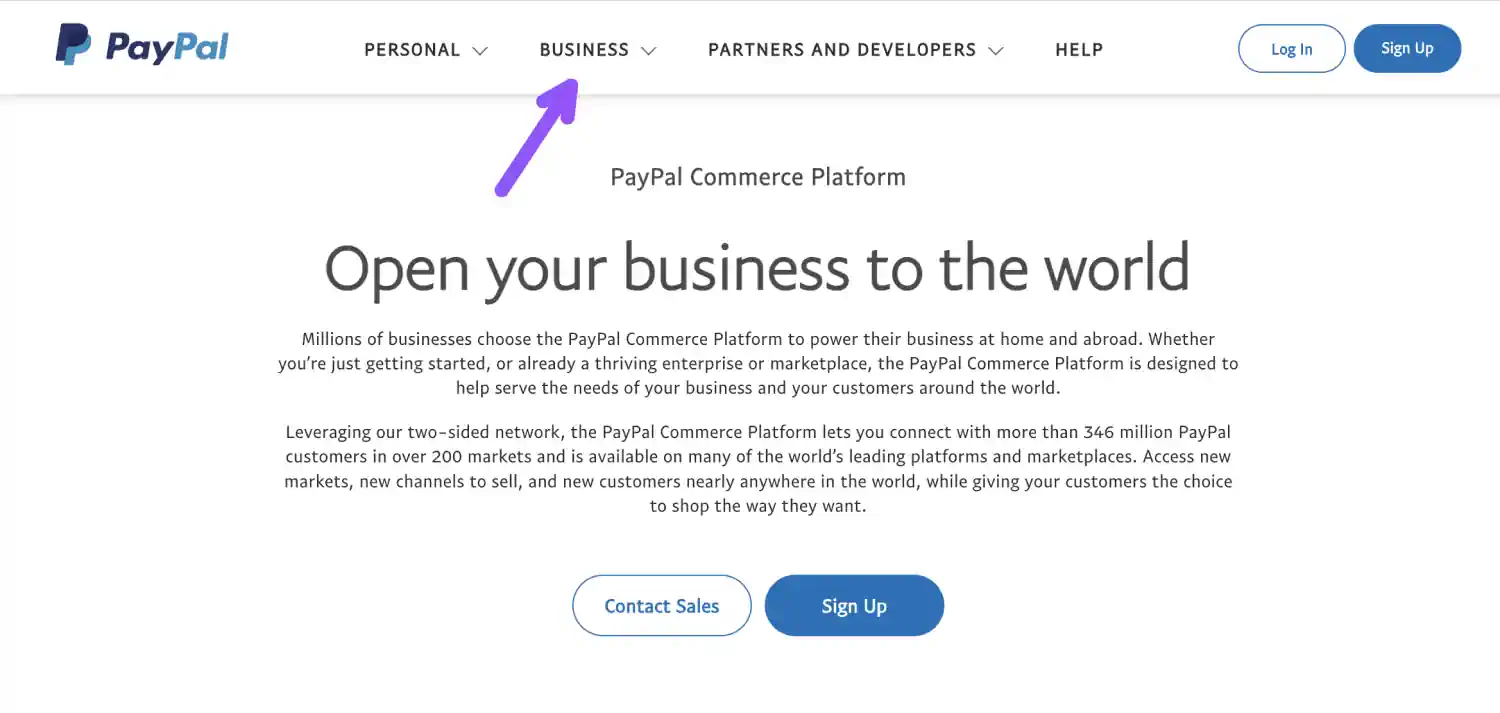 PayPal
PERSONAL
BUSINESS
PARTNERS AND DEVELOPERS
HELP
Log In
Sign Up
PayPal Commerce Platform
Open your business to the world
Millions of businesses choose the PayPal Commerce Platform to power their business at home and abroad. Whether
you’re just getting started, or already a thriving enterprise or marketplace, the PayPal Commerce Platform is designed to
help serve the needs of your business and your customers around the world.
Leveraging our two-sided network, the PayPal Commerce Platform lets you connect with more than 346 million PayPal
customers in over 200 markets and is available on many of the world’s leading platforms and marketplaces. Access new
markets, new channels to sell, and new customers nearly anywhere in the world, while giving your customers the choice
to shop the way they want.
Contact Sales
Sign Up